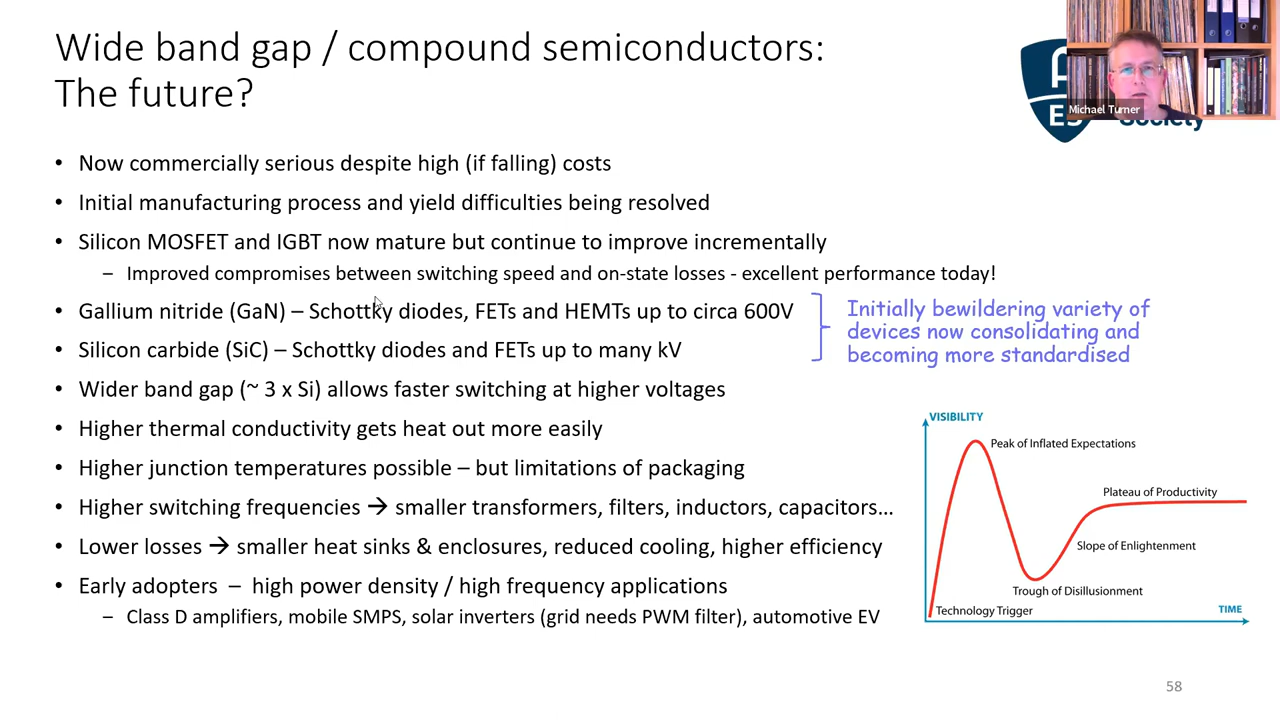 Wide band gap / compound semiconductors:
The future?
Michael Turner
ES
Society
• Now commercially serious despite high (if falling) costs
• Initial manufacturing process and yield difficulties being resolved
• Silicon MOSFET and IGBT now mature but continue to improve incrementally
– Improved compromises between switching speed and on-state losses - excellent performance today!
• Gallium nitride (GaN) – Schottky diodes, FETs and HEMTs up to circa 600V
• Silicon carbide (SiC) – Schottky diodes and FETs up to many kV
Initially bewildering variety of
devices now consolidating and
becoming more standardised
• Wider band gap (~ 3 x Si) allows faster switching at higher voltages
• Higher thermal conductivity gets heat out more easily
• Higher junction temperatures possible – but limitations of packaging
• Higher switching frequencies → smaller transformers, filters, inductors, capacitors…
• Lower losses → smaller heat sinks & enclosures, reduced cooling, higher efficiency
• Early adopters – high power density / high frequency applications
– Class D amplifiers, mobile SMPS, solar inverters (grid needs PWM filter), automotive EV
VISIBILITY
Peak of Inflated Expectations
Plateau of Productivity
Slope of Enlightenment
Trough of Disillusionment
Technology Trigger
TIME
58